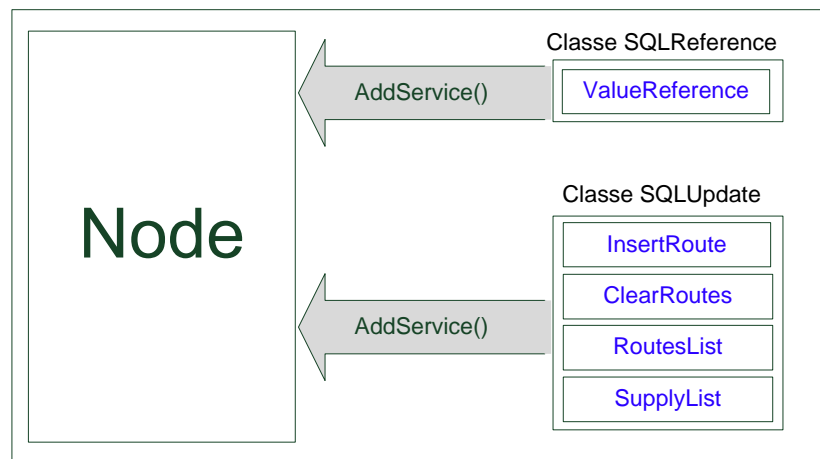 Classe SQLReference
AddService()
ValueReference
Node
Classe SQLUpdate
InsertRoute
ClearRoutes
AddService()
RoutesList
SupplyList